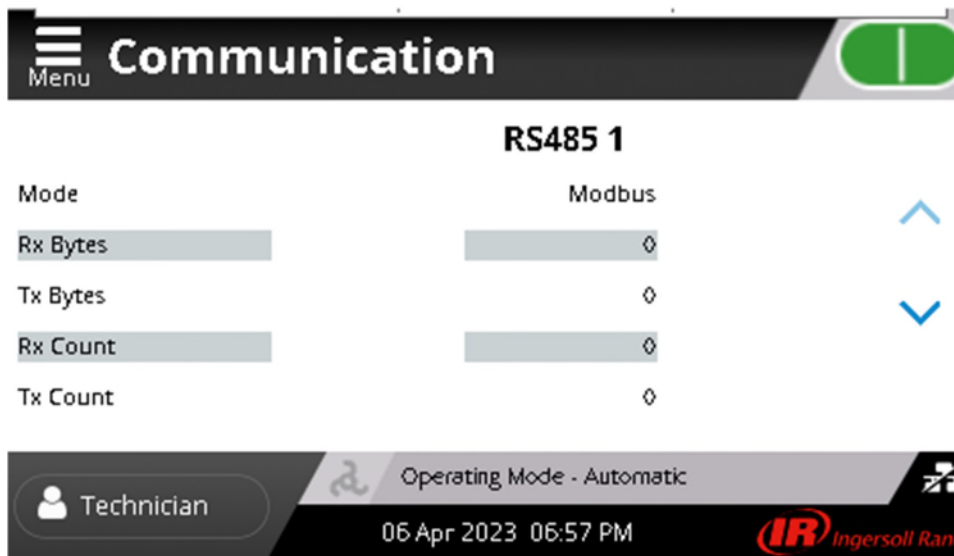 Menu
Communication
RS485 1
Mode Modbus
Rx Bytes 0
Tx Bytes 0
Rx Count 0
Tx Count 0
Operating Mode - Automatic
Technician
06 Apr 2023 06:57 PM
IR Ingersoll Ran